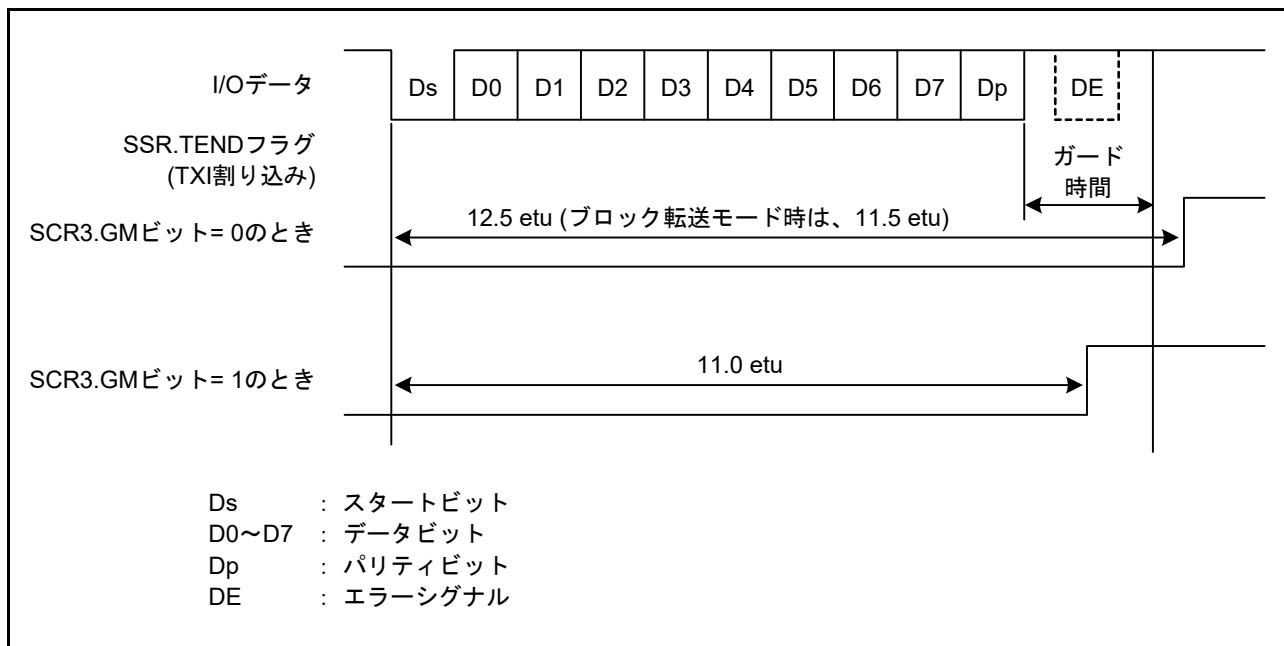 I/Oデータ
Ds D0 D1 D2 D3 D4 D5 D6 D7 Dp DE
SSR.TENDフラグ
(TXI割り込み)
ガード
時間
SCR3.GMビット= 0のとき
12.5 etu (ブロック転送モード時は、11.5 etu)
SCR3.GMビット= 1のとき
11.0 etu
Ds : スタートビット
D0～D7 : データビット
Dp : パリティビット
DE : エラーシグナル